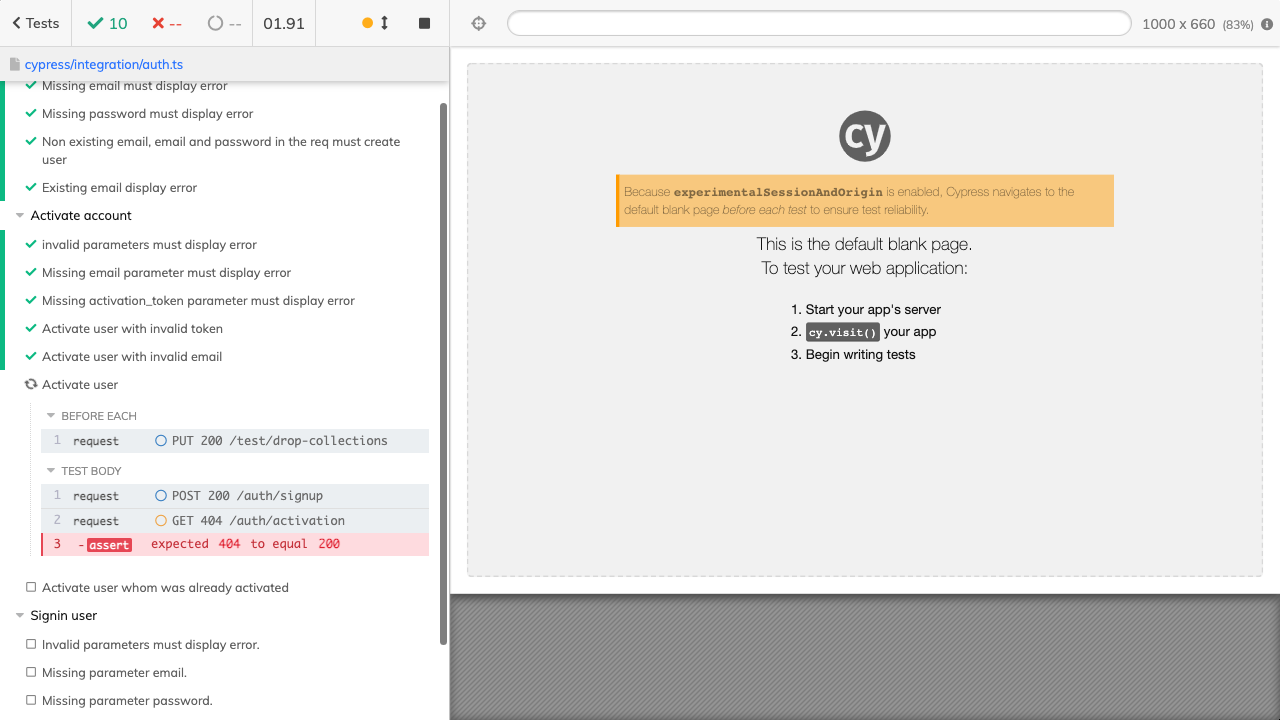 Tests
10
--
--
01.91
1000 x 660 (83%)
cypress/integration/auth.ts
Missing email must display error
Missing password must display error
Non existing email, email and password in the req must create
user
Existing email display error
Activate account
invalid parameters must display error
Missing email parameter must display error
Missing activation_token parameter must display error
Activate user with invalid token
Activate user with invalid email
Activate user
BEFORE EACH
1 request PUT 200 /test/drop-collections
TEST BODY
1 request POST 200 /auth/signup
2 request GET 404 /auth/activation
3 -assert expected 404 to equal 200
Activate user whom was already activated
Signin user
Invalid parameters must display error.
Missing parameter email.
Missing parameter password.
cy
Because experimentalSessionAndOrigin is enabled, Cypress navigates to the
default blank page before each test to ensure test reliability.
This is the default blank page.
To test your web application:
1. Start your app's server
2. cy.visit() your app
3. Begin writing tests